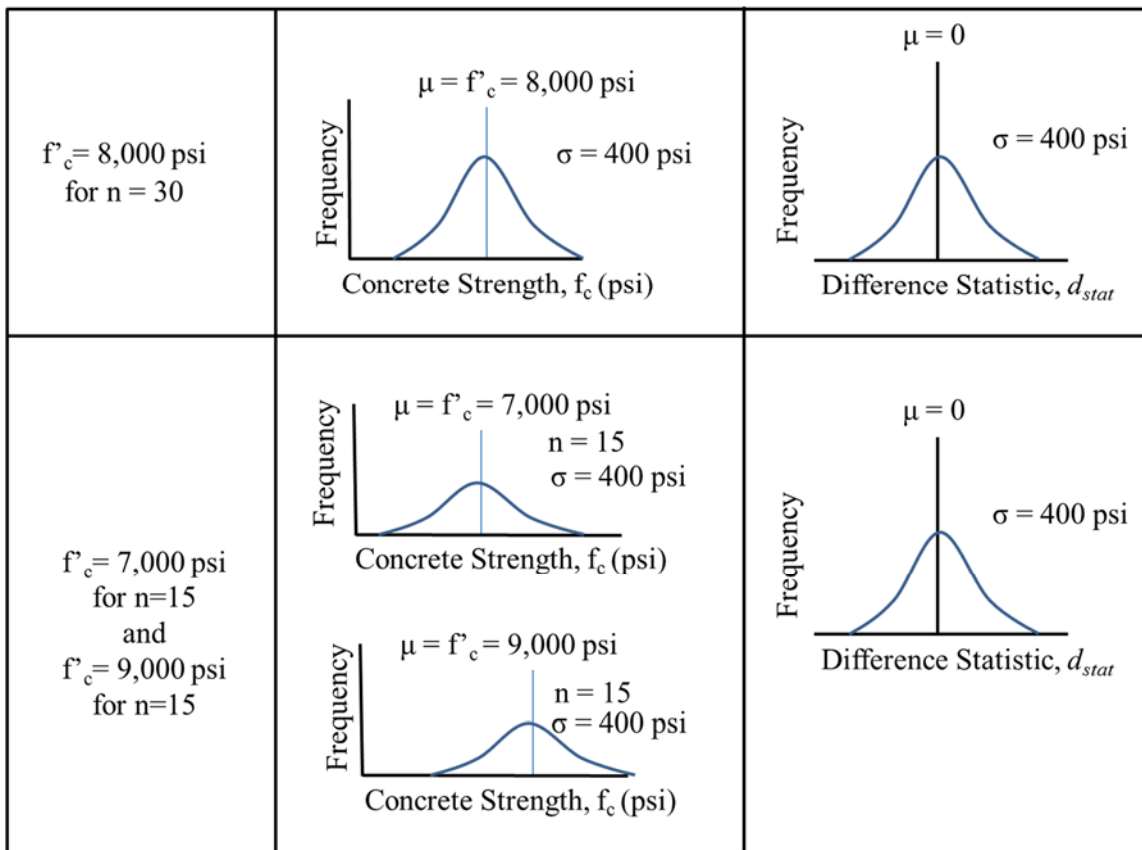 f'c= 8,000 psi
for n = 30
μ = f'c = 8,000 psi
σ = 400 psi
Frequency
Concrete Strength, fc (psi)
μ = 0
σ = 400 psi
Frequency
Difference Statistic, dstat
f'c= 7,000 psi
for n=15
and
f'c= 9,000 psi
for n=15
μ = f'c = 7,000 psi
n = 15
σ = 400 psi
Frequency
Concrete Strength, fc (psi)
μ = f'c = 9,000 psi
n = 15
σ = 400 psi
Frequency
Concrete Strength, fc (psi)
μ = 0
σ = 400 psi
Frequency
Difference Statistic, dstat